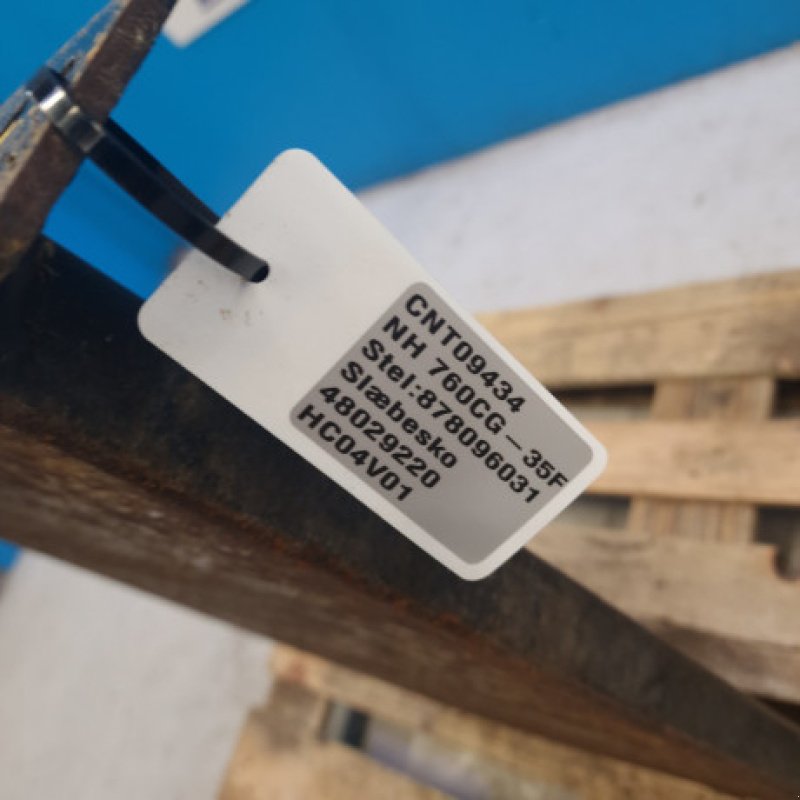 CNT09434
NH 760CG-35F
Stel:878096031
Slæbesko
48029220
HC04V01